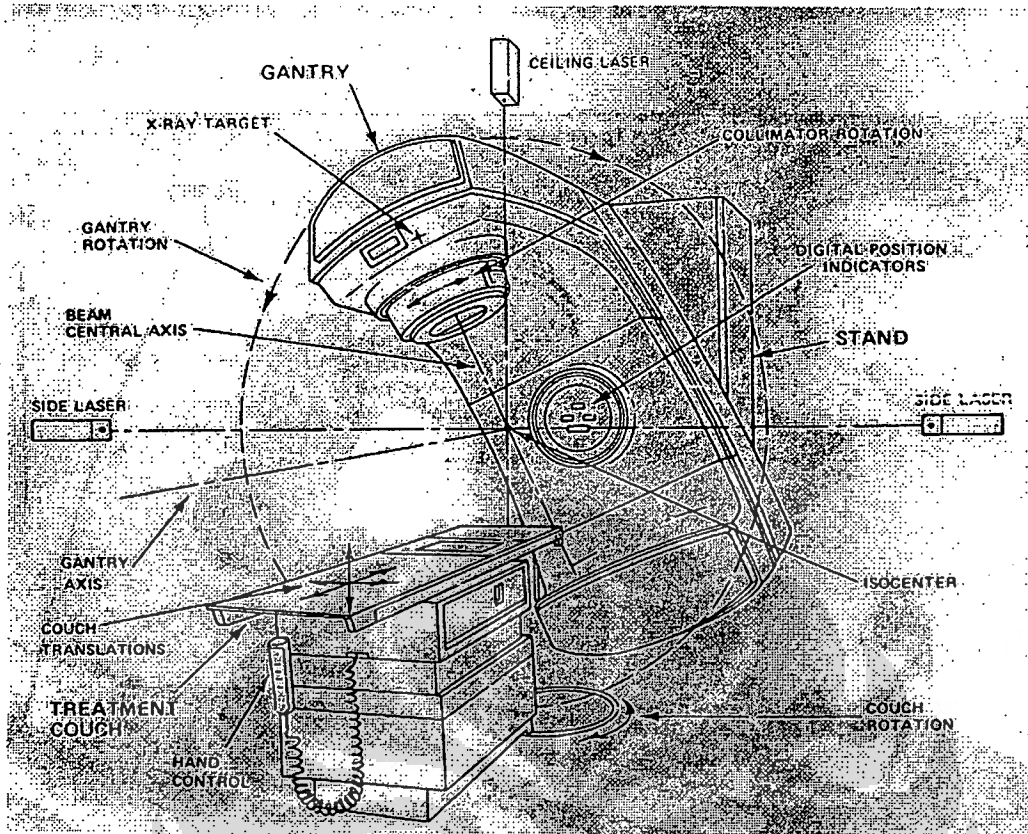 CEILING LASER
GANTRY
X-RAY TARGET
COLLIMATOR ROTATION
GANTRY
ROTATION
DIGITAL POSITION
INDICATORS
BEAM
CENTRAL AXIS
STAND
SIDE LASER
SIDE LASER
GANTRY
AXIS
ISOCENTER
COUCH
TRANSLATIONS
TREATMENT
COUCH
COUCH
ROTATION
HAND
CONTROL